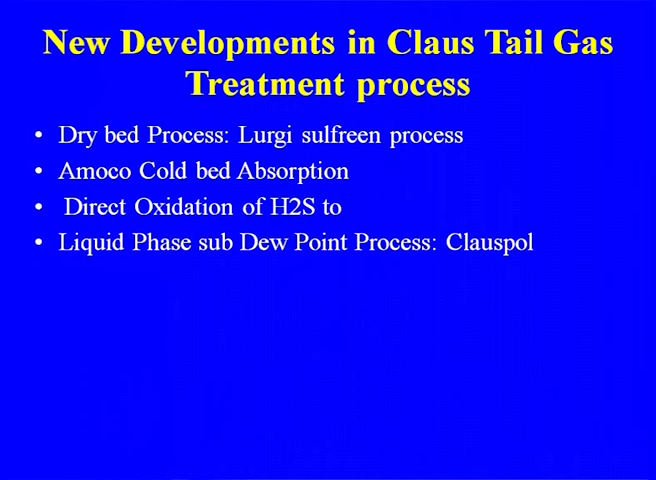 New Developments in Claus Tail Gas
Treatment process
• Dry bed Process: Lurgi sulfreen process
• Amoco Cold bed Absorption
• Direct Oxidation of H2S to
• Liquid Phase sub Dew Point Process: Clauspol